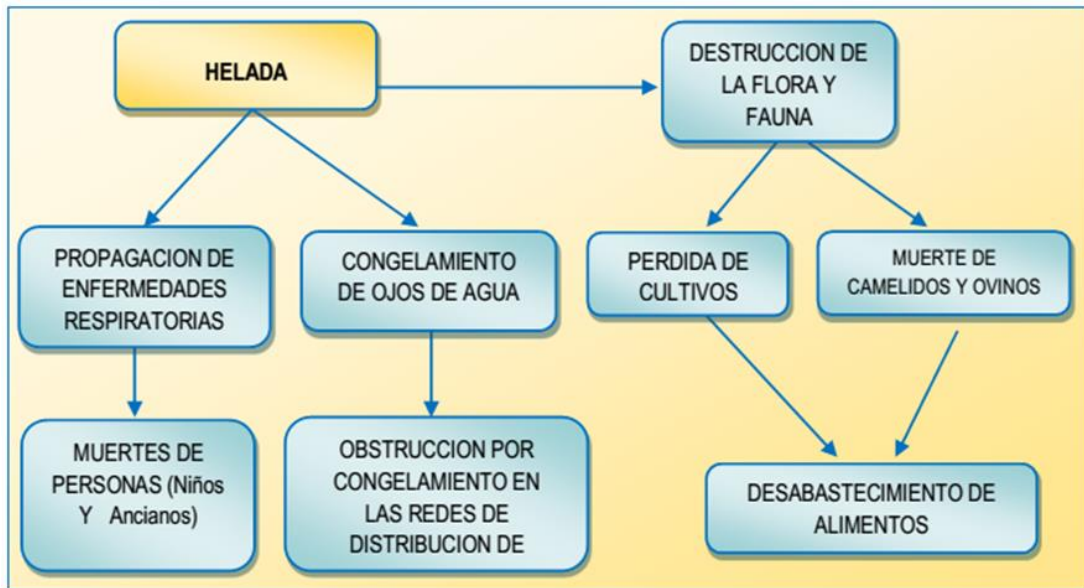 HELADA
DESTRUCCION DE
LA FLORA Y
FAUNA
PROPAGACION DE
ENFERMEDADES
RESPIRATORIAS
CONGELAMIENTO
DE OJOS DE AGUA
PERDIDA DE
CULTIVOS
MUERTE DE
CAMELIDOS Y OVINOS
MUERTES DE
PERSONAS (Niños
Y Ancianos)
OBSTRUCCION POR
CONGELAMIENTO EN
LAS REDES DE
DISTRIBUCION DE
DESABASTECIMIENTO DE
ALIMENTOS